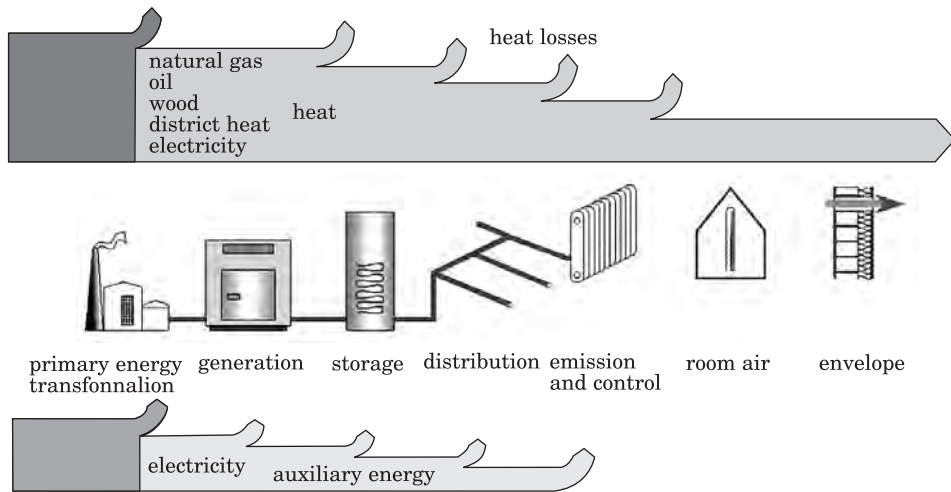 heat losses
natural gas
oil
wood
district heat
electricity
heat
primary energy
transfonnalion
generation
storage
distribution
emission
and control
room air
envelope
electricity
auxiliary energy